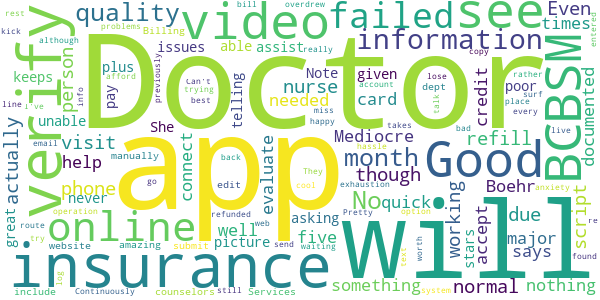 quality video failed see Even
times
bill overdrew entered
rest
kick
although
Billing issues able assist information
keeps person plus
Doctor
really
problems Can't copy
afford
previously
verify
telling nurse given poor
documented
Note needed card credit
pay
BCBSM
info i've
account lose rather
trying dept talk surf
best every place
unable
line
She
never miss bad
happy live
takes
Mediocre
refill
actually
visit
help
manually
phone
connect
app
will
month Good
though
hassle
email
great
go
edit
back
They
cool
evaluate
No quick Boehr
accept
working
due script
exhaustion
re
anxiety
online
asking
refunded web
well five
route website amazing
operation
try
picture
Pretty option
major
says
stars
found
insurance
submit
send worth
waiting text
something
normal nothing
include
log
Continuously
counselors
still
Services
system